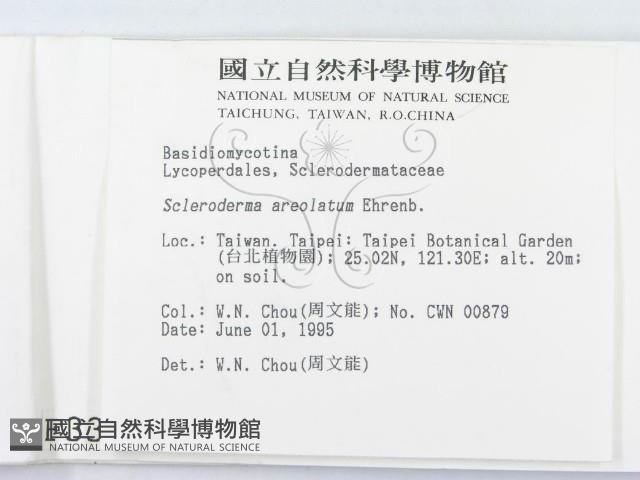 國立自然科學博物館
NATIONAL MUSEUM OF NATURAL SCIENCE
TAICHUNG, TAIWAN, R.O.CHINA
Basidiomycotina
Lycoperdales, Sclerodermataceae
Scleroderma areolatum Ehrenb.
Loc.: Taiwan. Taipei: Taipei Botanical Garden
(台北植物園); 25.02N, 121.30E; alt. 20m;
on soil.
Col.: W.N. Chou(周文能); No. CWN 00879
Date: June 01, 1995
Det.: W.N. Chou(周文能)
國立自然科學博物館
NATIONAL MUSEUM OF NATURAL SCIENCE